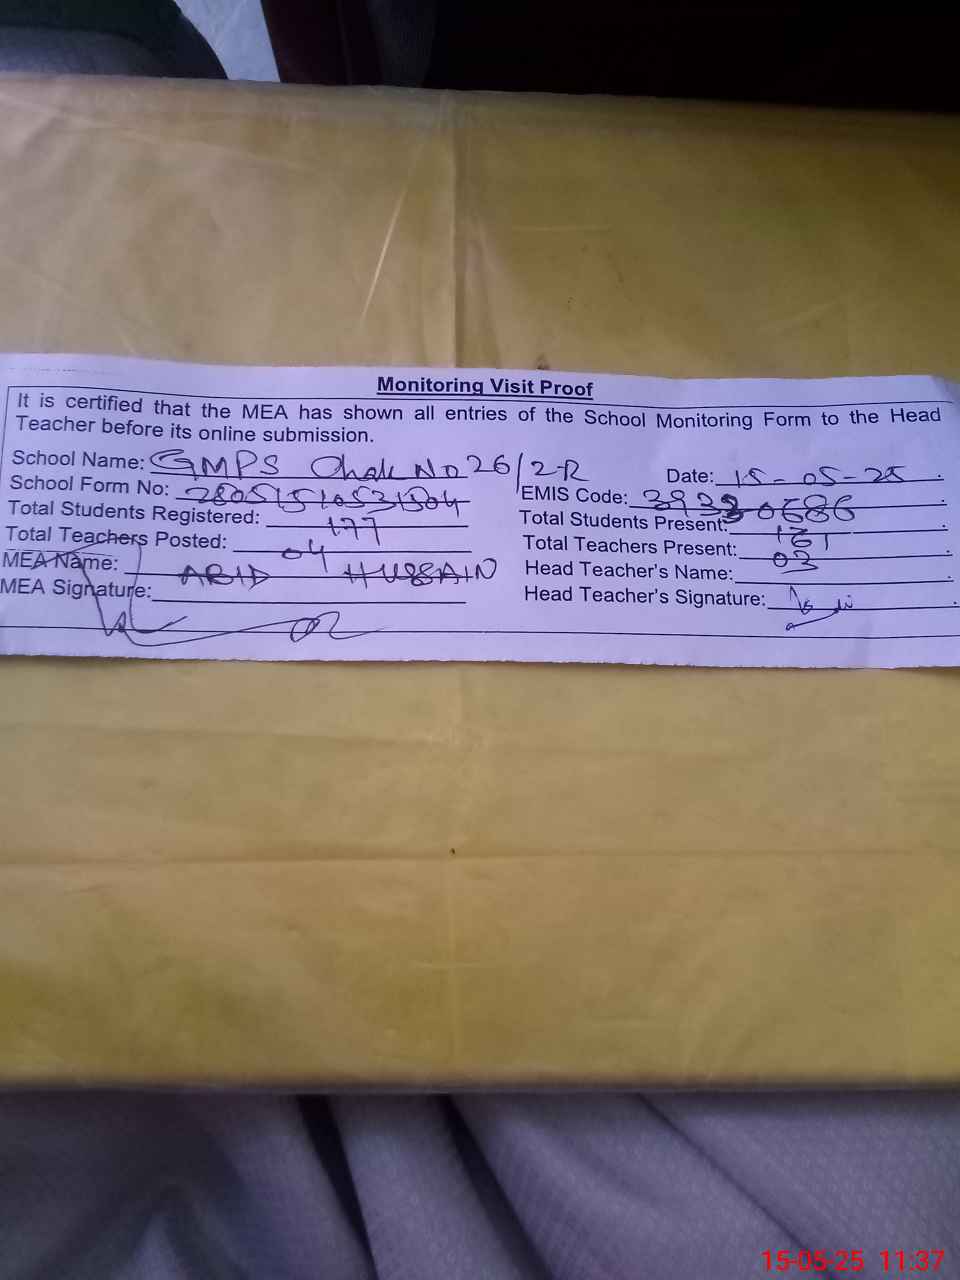 Monitoring Visit Proof
It is certified that the MEA has shown all entries of the School Monitoring Form to the Head
Teacher before its online submission.
School Name: GMPS Chak No 26/2-R Date: 15-05-25
School Form No: EMIS Code:
Total Students Registered: 177 Total Students Present: 161
Total Teachers Posted: 04 Total Teachers Present: 03
MEA Name: ABID HUSSAIN Head Teacher's Name:
MEA Signature: Head Teacher's Signature:
15-05-25 11:37